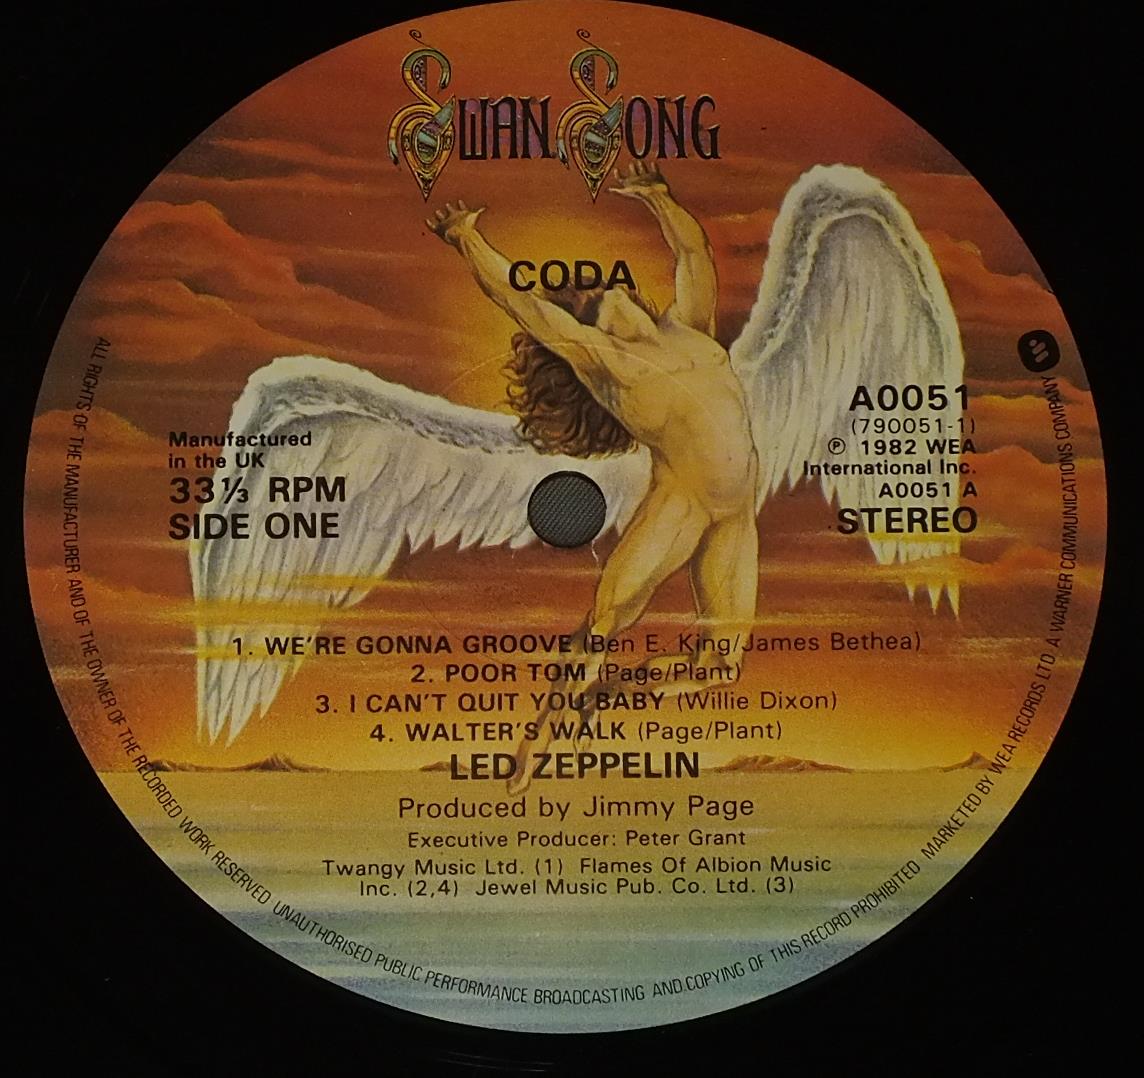 SWAN SONG
CODA
Manufactured
in the UK
33⅓ RPM
SIDE ONE
A0051
(790051-1)
℗ 1982 WEA
International Inc.
A0051 A
STEREO
1. WE'RE GONNA GROOVE (Ben E. King/James Bethea)
2. POOR TOM (Page/Plant)
3. I CAN'T QUIT YOU BABY (Willie Dixon)
4. WALTER'S WALK (Page/Plant)
LED ZEPPELIN
Produced by Jimmy Page
Executive Producer: Peter Grant
Twangy Music Ltd. (1) Flames Of Albion Music
Inc. (2,4) Jewel Music Pub. Co. Ltd. (3)
ALL RIGHTS OF THE MANUFACTURER AND OF THE OWNER OF THE RECORDED WORK RESERVED UNAUTHORISED PUBLIC PERFORMANCE BROADCASTING AND COPYING OF THIS RECORD PROHIBITED MARKETED BY WEA RECORDS LTD. A WARNER COMMUNICATIONS COMPANY